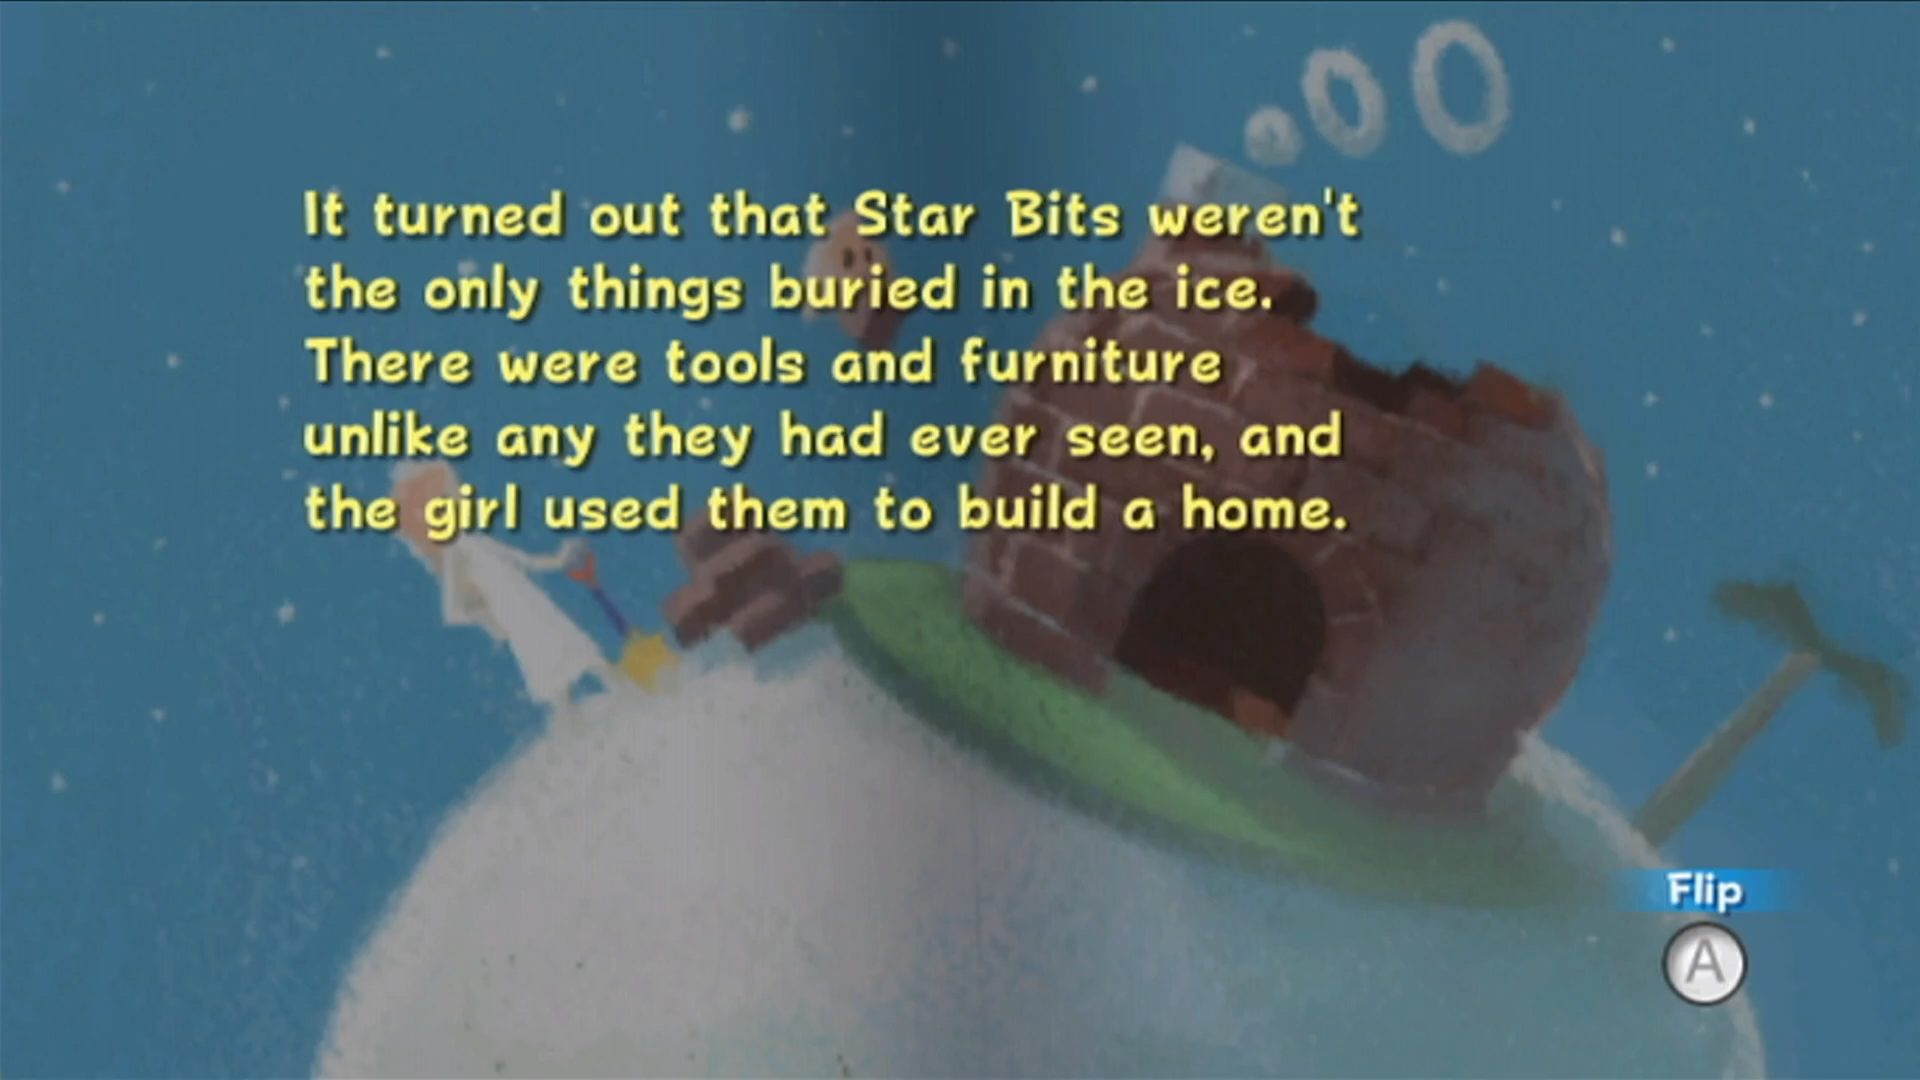 It turned out that Star Bits weren't
the only things buried in the ice.
There were tools and furniture
unlike any they had ever seen, and
the girl used them to build a home.
Flip
A